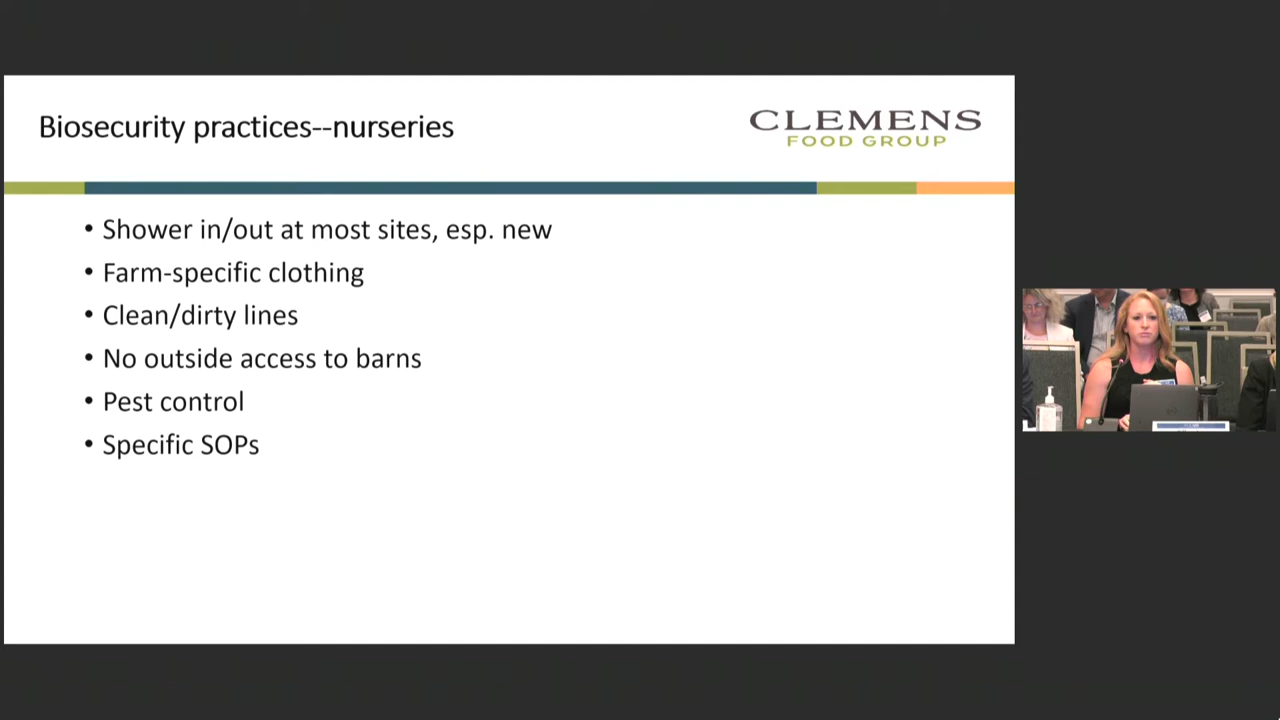 Biosecurity practices--nurseries
CLEMENS
FOOD GROUP
• Shower in/out at most sites, esp. new
• Farm-specific clothing
• Clean/dirty lines
• No outside access to barns
• Pest control
• Specific SOPs